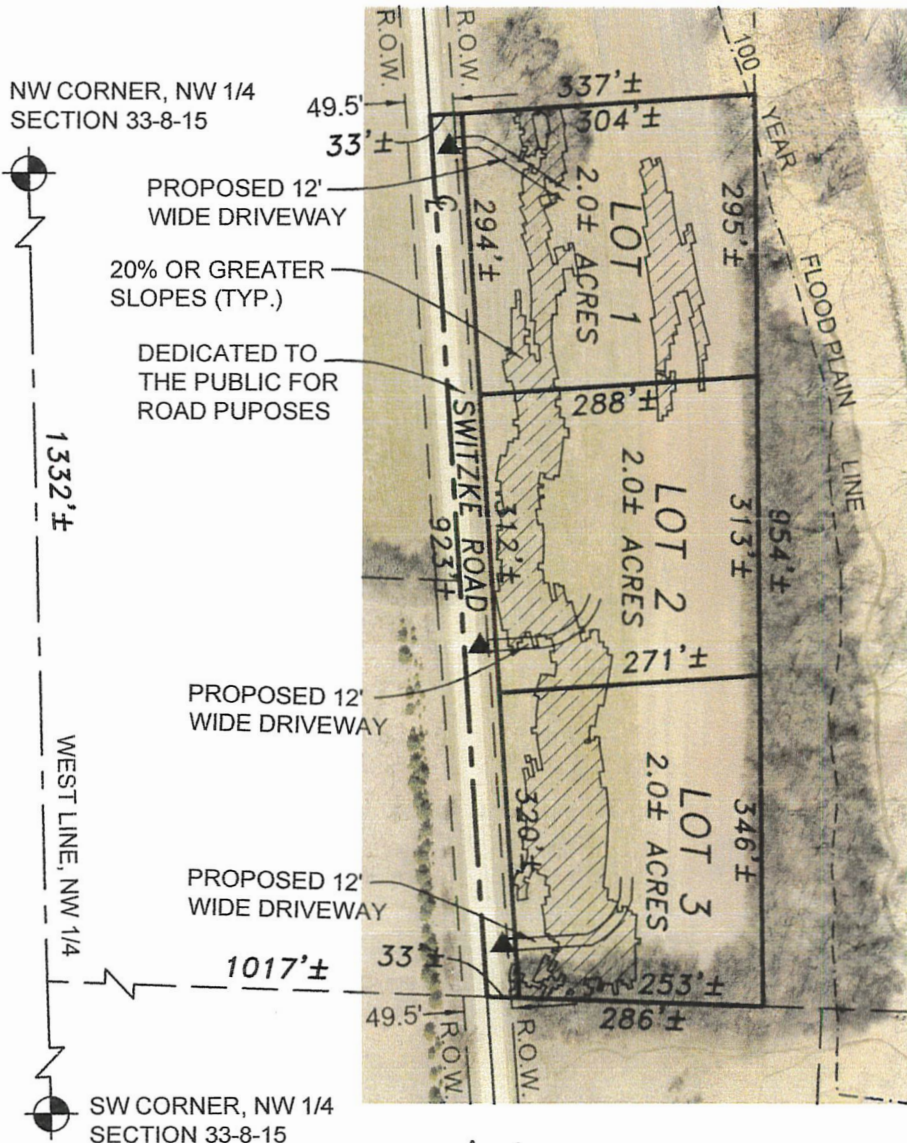 R.O.W.
R.O.W.
100 YEAR FLOOD PLAIN LINE
NW CORNER, NW 1/4
SECTION 33-8-15
49.5'
337'±
304'±
33'±
PROPOSED 12'
WIDE DRIVEWAY
℄
294'±
LOT 1
2.0± ACRES
295'±
20% OR GREATER
SLOPES (TYP.)
DEDICATED TO
THE PUBLIC FOR
ROAD PUPOSES
288'±
1332'±
SWITZKE ROAD
923'±
312'±
LOT 2
2.0± ACRES
313'±
954'±
271'±
PROPOSED 12'
WIDE DRIVEWAY
WEST LINE, NW 1/4
320'±
LOT 3
2.0± ACRES
346'±
PROPOSED 12'
WIDE DRIVEWAY
1017'±
33'±
253'±
286'±
49.5'
R.O.W.
R.O.W.
SW CORNER, NW 1/4
SECTION 33-8-15